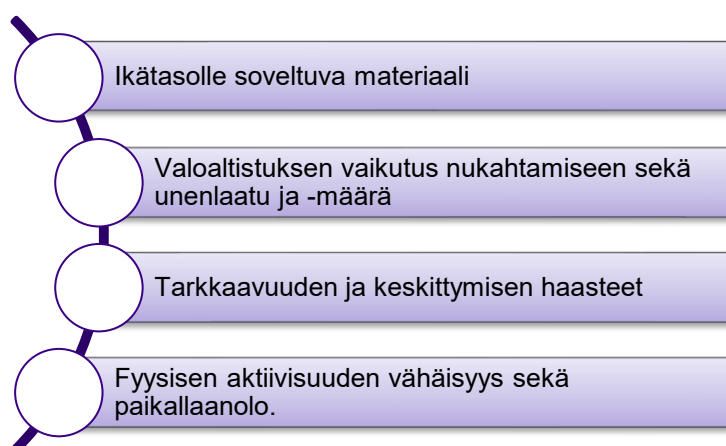 Ikätasolle soveltuva materiaali
Valoaltistuksen vaikutus nukahtamiseen sekä
unenlaatu ja -määrä
Tarkkaavuuden ja keskittymisen haasteet
Fyysisen aktiivisuuden vähäisyys sekä
paikallaanolo.